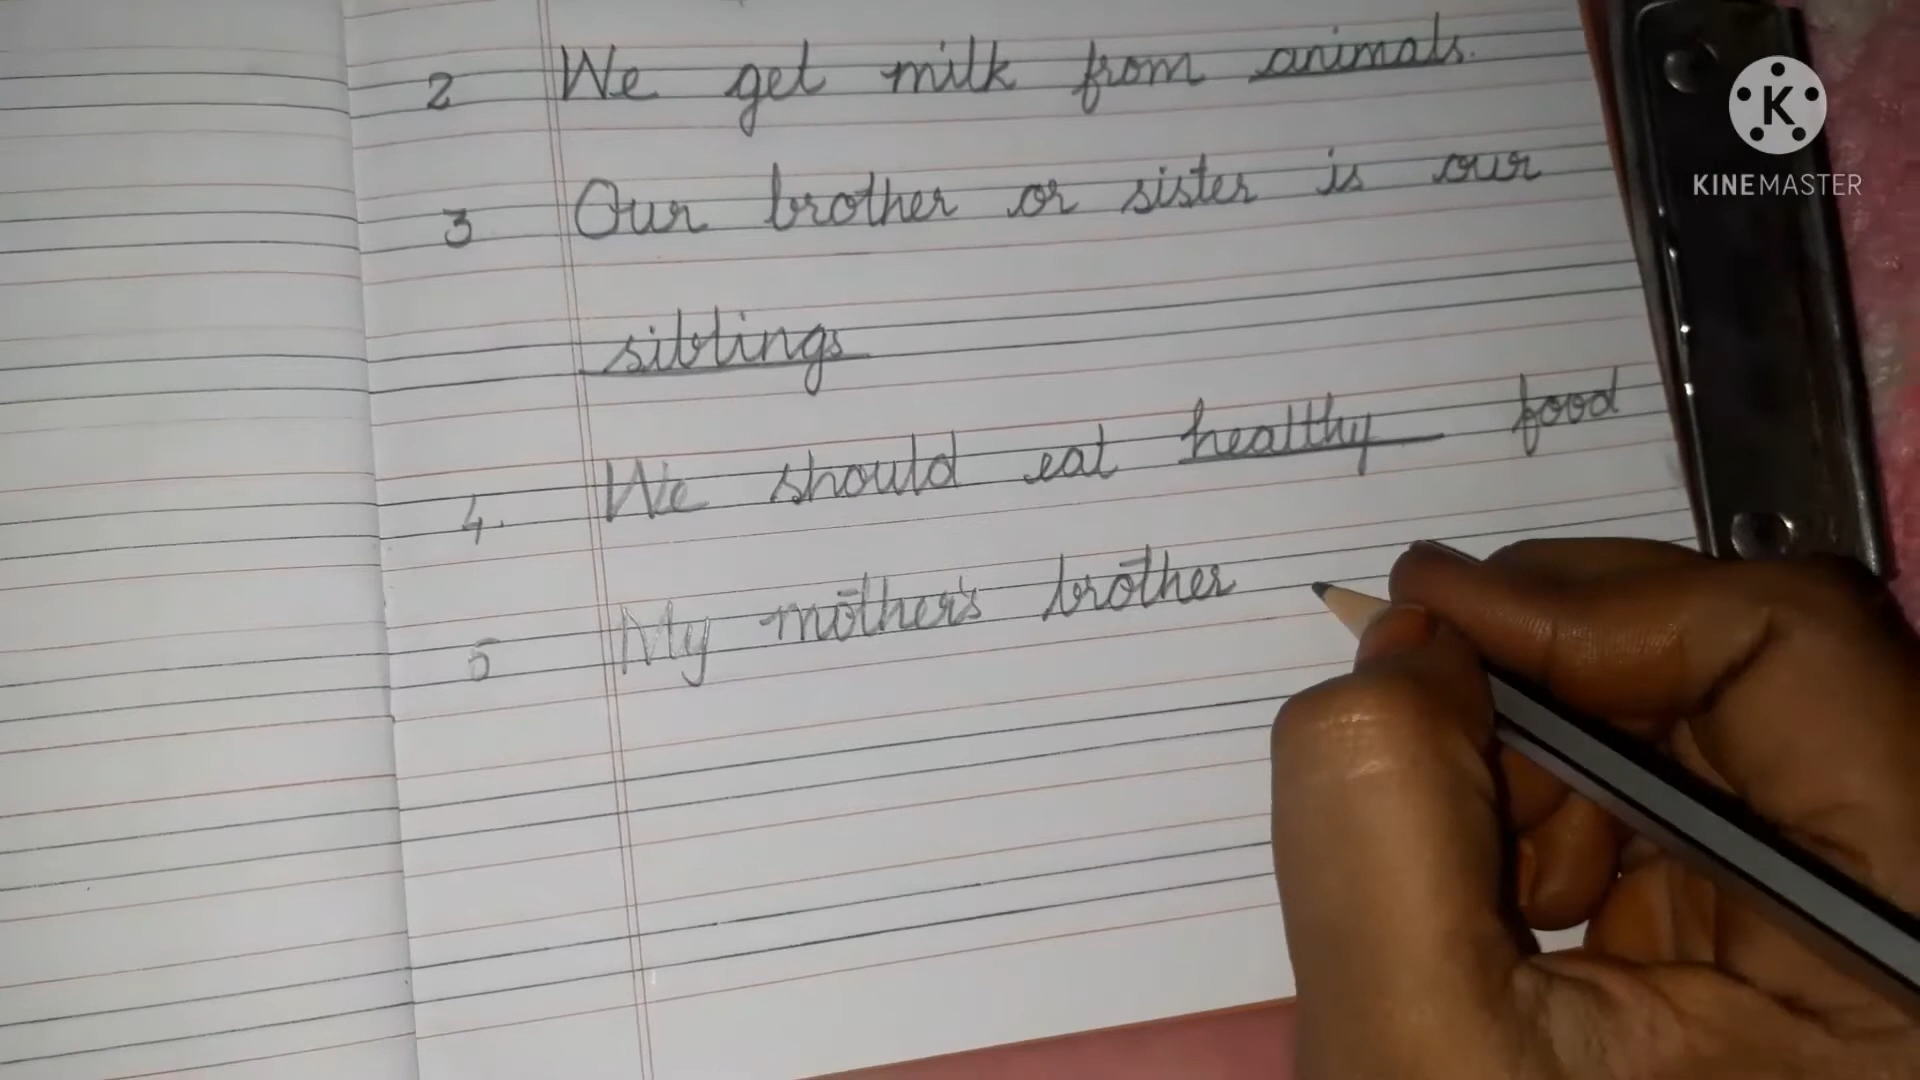 2 We get milk from animals.
3 Our brother or sister is our
siblings
4. We should eat healthy food
5 My mother's brother
K
KINEMASTER